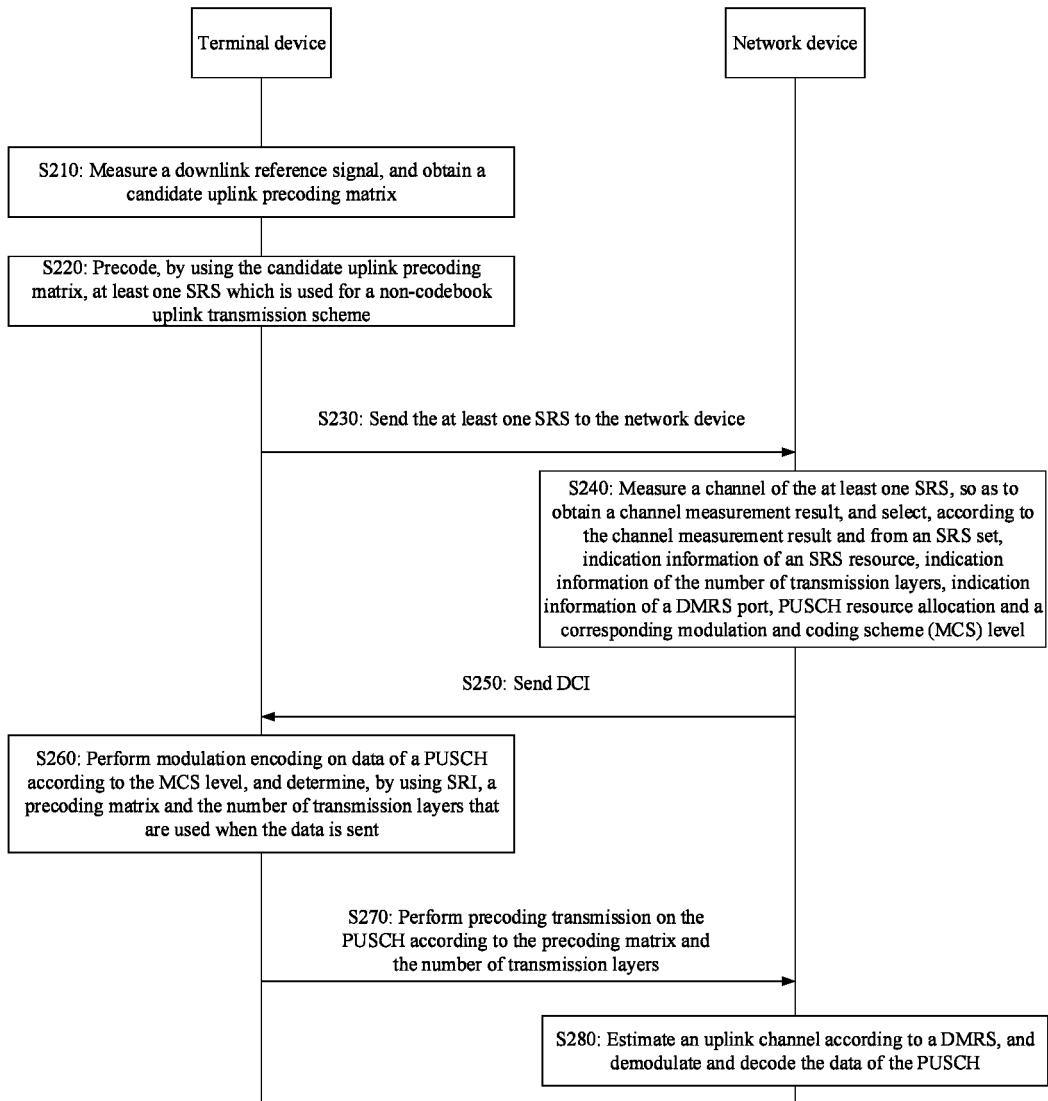 Terminal device
Network device
S210: Measure a downlink reference signal, and obtain a
candidate uplink precoding matrix
S220: Precode, by using the candidate uplink precoding
matrix, at least one SRS which is used for a non-codebook
uplink transmission scheme
S230: Send the at least one SRS to the network device
S240: Measure a channel of the at least one SRS, so as to
obtain a channel measurement result, and select, according to
the channel measurement result and from an SRS set,
indication information of an SRS resource, indication
information of the number of transmission layers, indication
information of a DMRS port, PUSCH resource allocation and a
corresponding modulation and coding scheme (MCS) level
S250: Send DCI
S260: Perform modulation encoding on data of a PUSCH
according to the MCS level, and determine, by using SRI, a
precoding matrix and the number of transmission layers that
are used when the data is sent
S270: Perform precoding transmission on the
PUSCH according to the precoding matrix and
the number of transmission layers
S280: Estimate an uplink channel according to a DMRS, and
demodulate and decode the data of the PUSCH